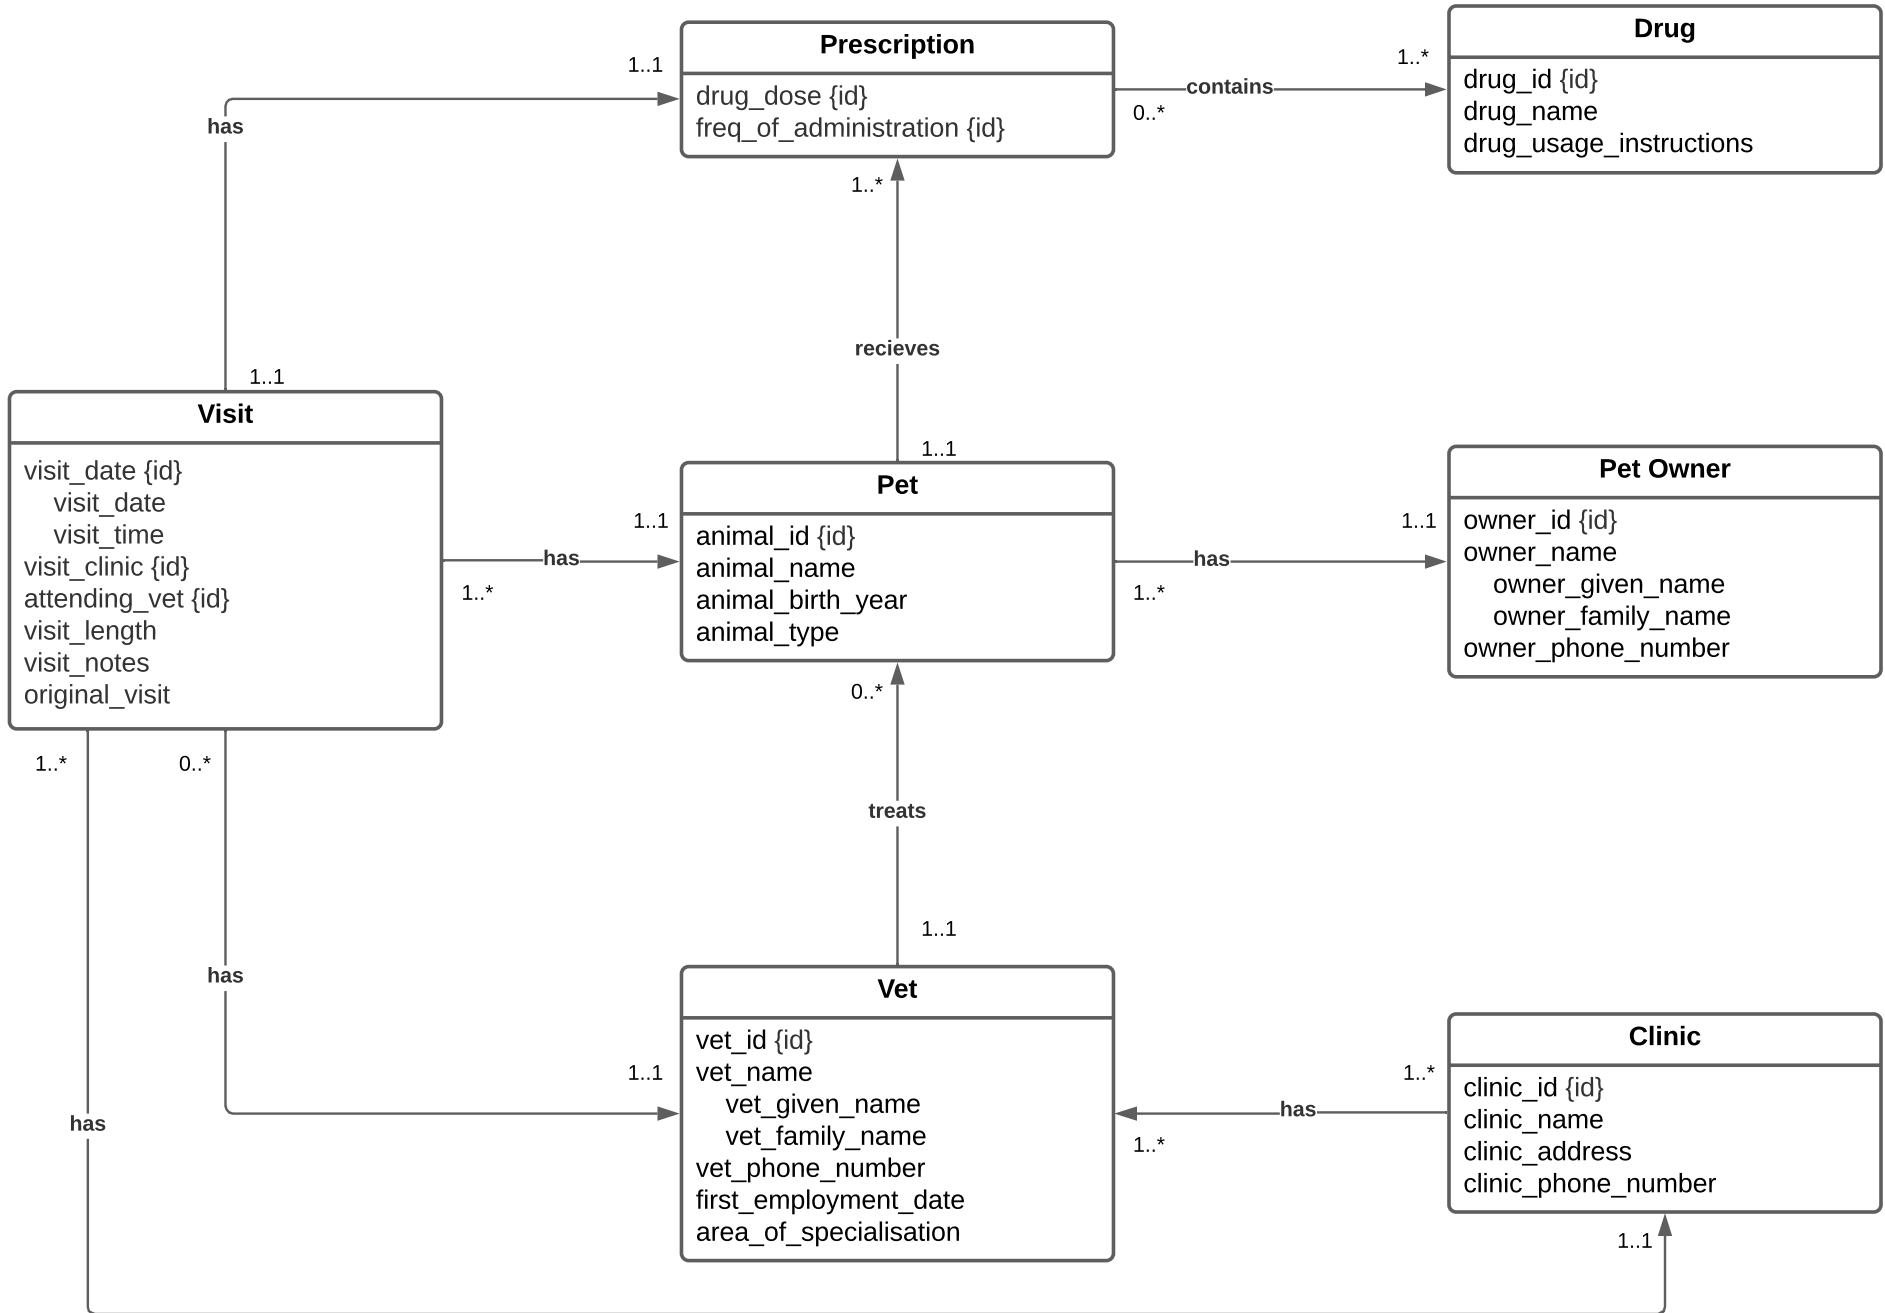 Prescription
drug_dose {id}
freq_of_administration {id}
Drug
drug_id {id}
drug_name
drug_usage_instructions
1..1
has
1..1
contains
0..*
1..*
1..*
recieves
1..1
Visit
visit_date {id}
visit_date
visit_time
visit_clinic {id}
attending_vet {id}
visit_length
visit_notes
original_visit
has
1..*
1..1
Pet
animal_id {id}
animal_name
animal_birth_year
animal_type
has
1..*
1..1
Pet Owner
owner_id {id}
owner_name
owner_given_name
owner_family_name
owner_phone_number
1..*
0..*
0..*
treats
1..1
has
1..1
has
Vet
vet_id {id}
vet_name
vet_given_name
vet_family_name
vet_phone_number
first_employment_date
area_of_specialisation
1..*
has
1..*
Clinic
clinic_id {id}
clinic_name
clinic_address
clinic_phone_number
1..1